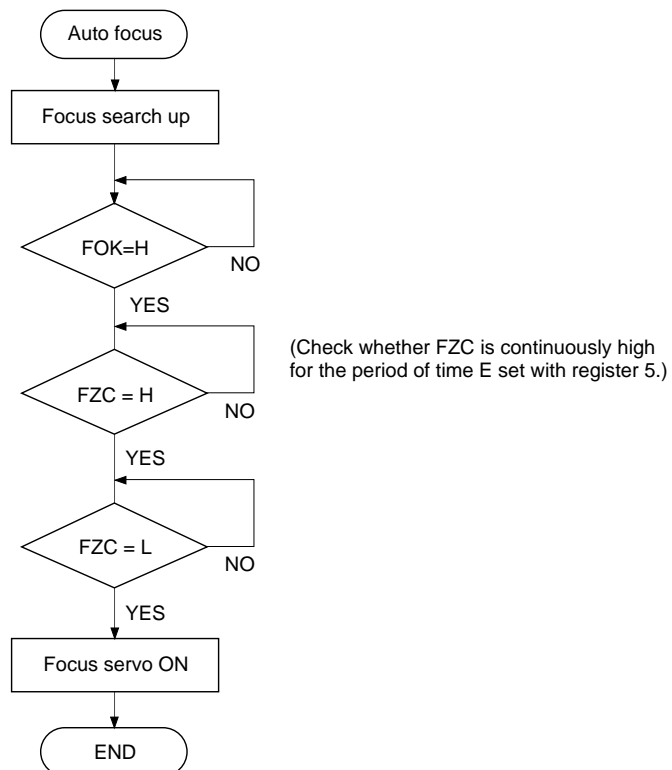 Auto focus
Focus search up
FOK=H
NO
YES
FZC = H
NO
(Check whether FZC is continuously high
for the period of time E set with register 5.)
YES
FZC = L
NO
YES
Focus servo ON
END